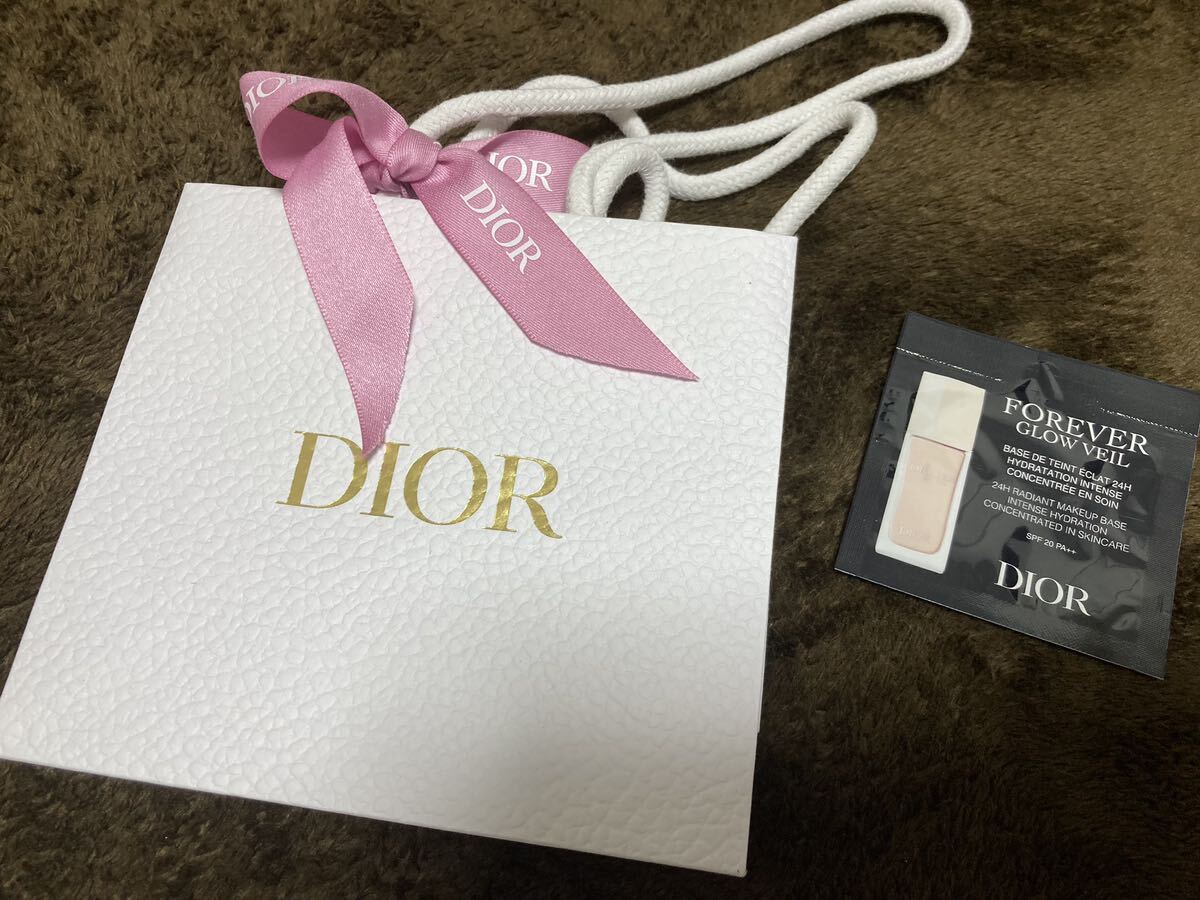 DIOR
DIOR
DIOR
DIOR
FOREVER
GLOW VEIL
BASE DE TEINT ÉCLAT 24H
HYDRATATION INTENSE
CONCENTRÉE EN SOIN
24H RADIANT MAKEUP BASE
INTENSE HYDRATION
CONCENTRATED IN SKINCARE
SPF 20 PA++
DIOR